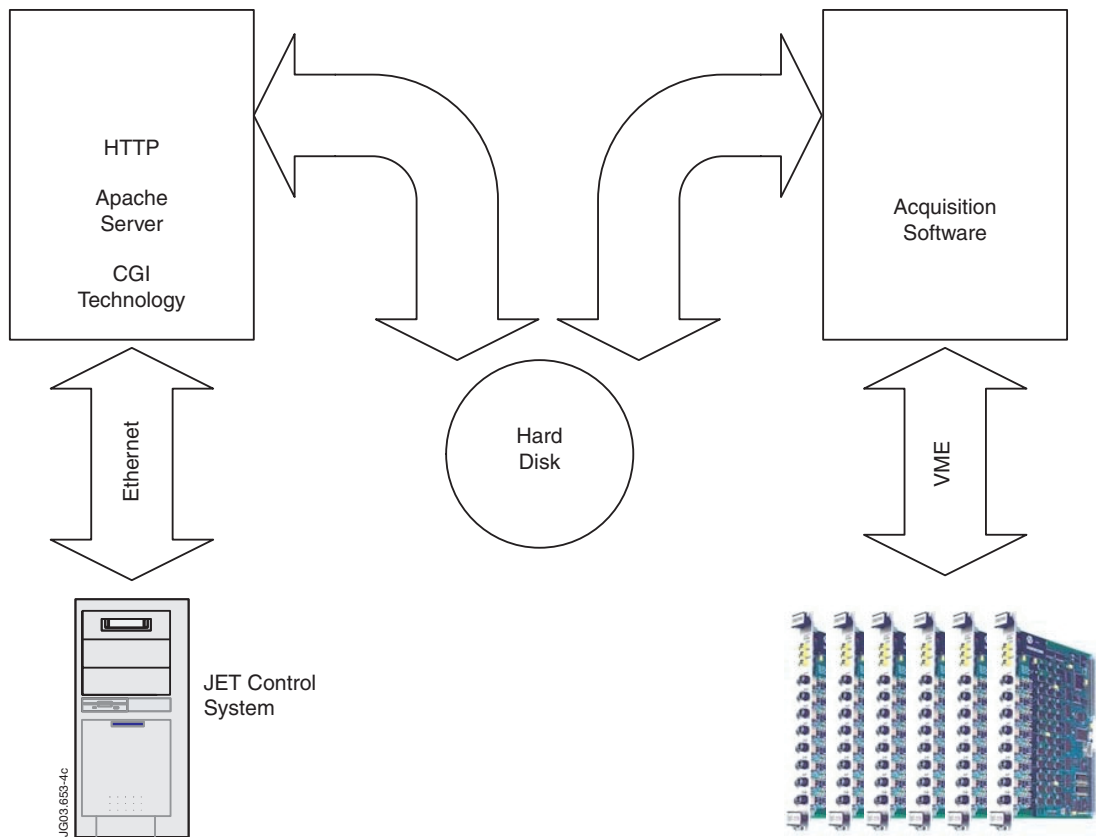 HTTP
Apache
Server
CGI
Technology
Acquisition
Software
Ethernet
Hard
Disk
VME
JET Control
System
JG03.653-4c